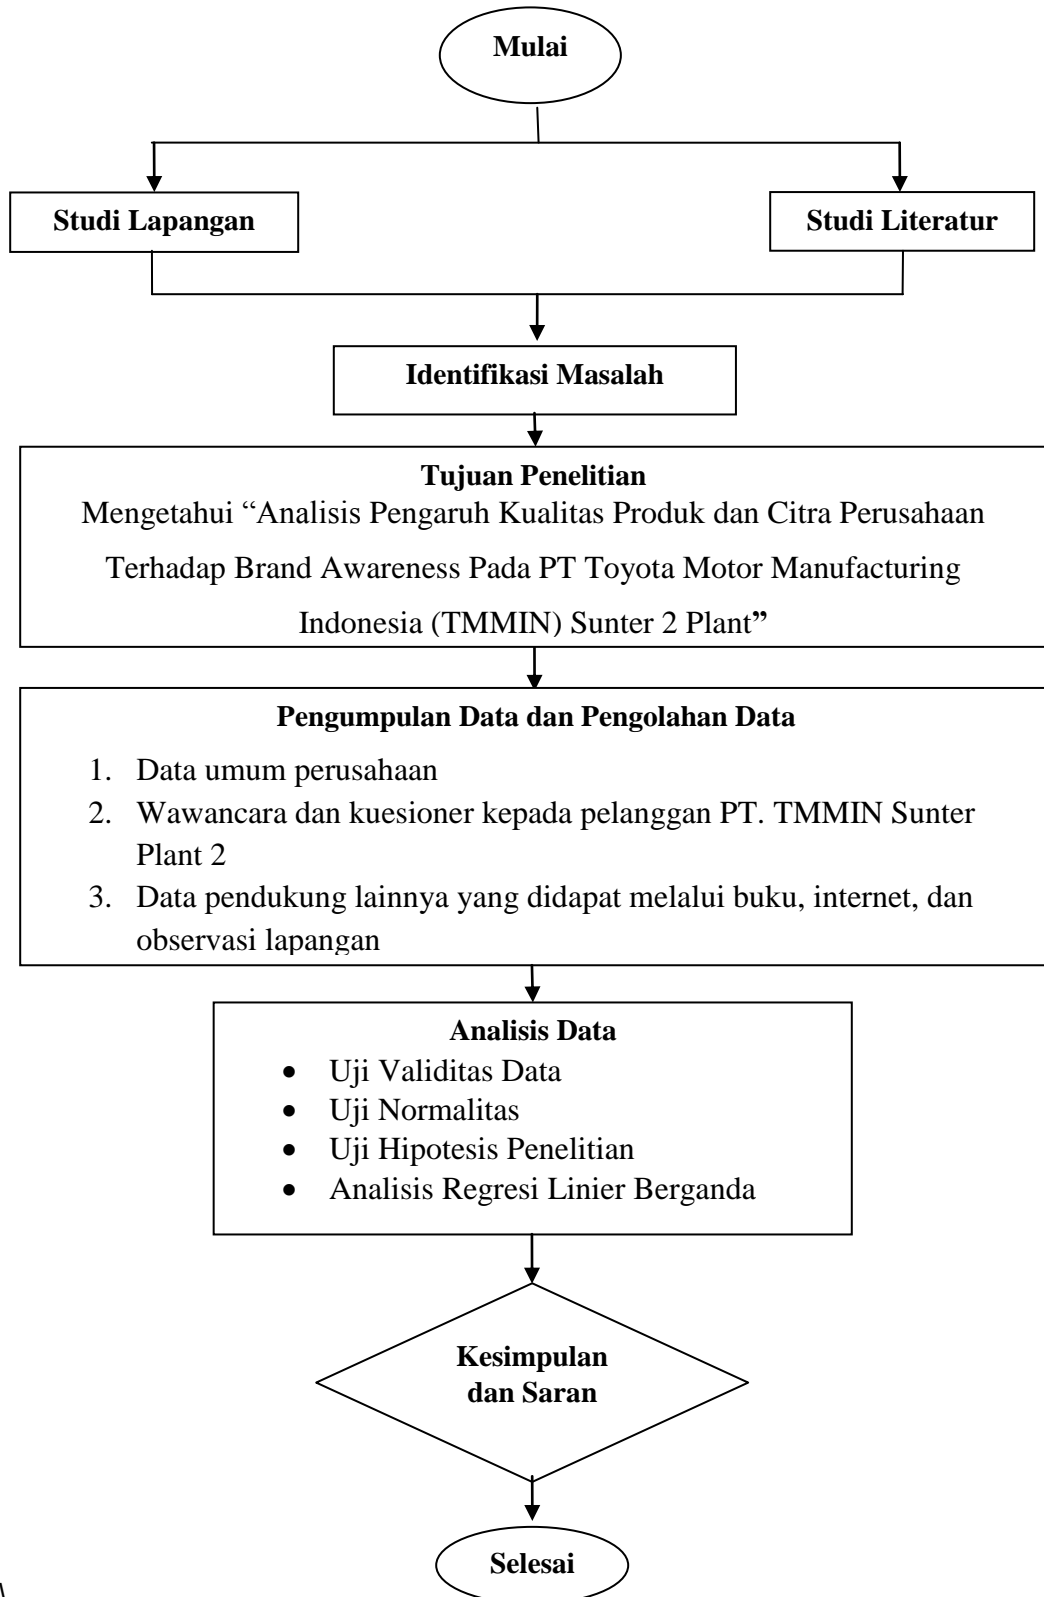 Mulai
Studi Lapangan
Studi Literatur
Identifikasi Masalah
Tujuan Penelitian
Mengetahui “Analisis Pengaruh Kualitas Produk dan Citra Perusahaan
Terhadap Brand Awareness Pada PT Toyota Motor Manufacturing
Indonesia (TMMIN) Sunter 2 Plant”
Pengumpulan Data dan Pengolahan Data
1. Data umum perusahaan
2. Wawancara dan kuesioner kepada pelanggan PT. TMMIN Sunter
Plant 2
3. Data pendukung lainnya yang didapat melalui buku, internet, dan
observasi lapangan
Analisis Data
• Uji Validitas Data
• Uji Normalitas
• Uji Hipotesis Penelitian
• Analisis Regresi Linier Berganda
Kesimpulan
dan Saran
Selesai
\